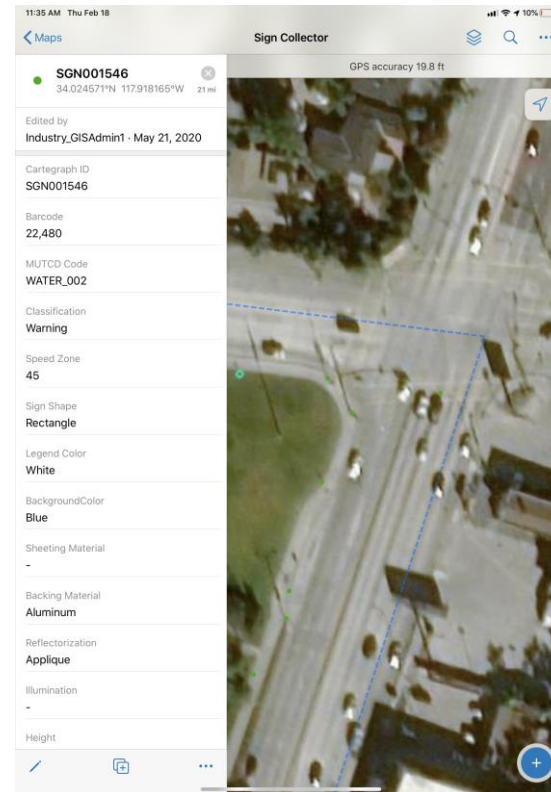 11:35 AM Thu Feb 18
10%
Maps
Sign Collector
GPS accuracy 19.8 ft
SGN001546
34.024571°N 117.918165°W
21 mi
Edited by
Industry_GISAdmin1 · May 21, 2020
Cartegraph ID
SGN001546
Barcode
22,480
MUTCD Code
WATER_002
Classification
Warning
Speed Zone
45
Sign Shape
Rectangle
Legend Color
White
BackgroundColor
Blue
Sheeting Material
-
Backing Material
Aluminum
Reflectorization
Applique
Illumination
-
Height